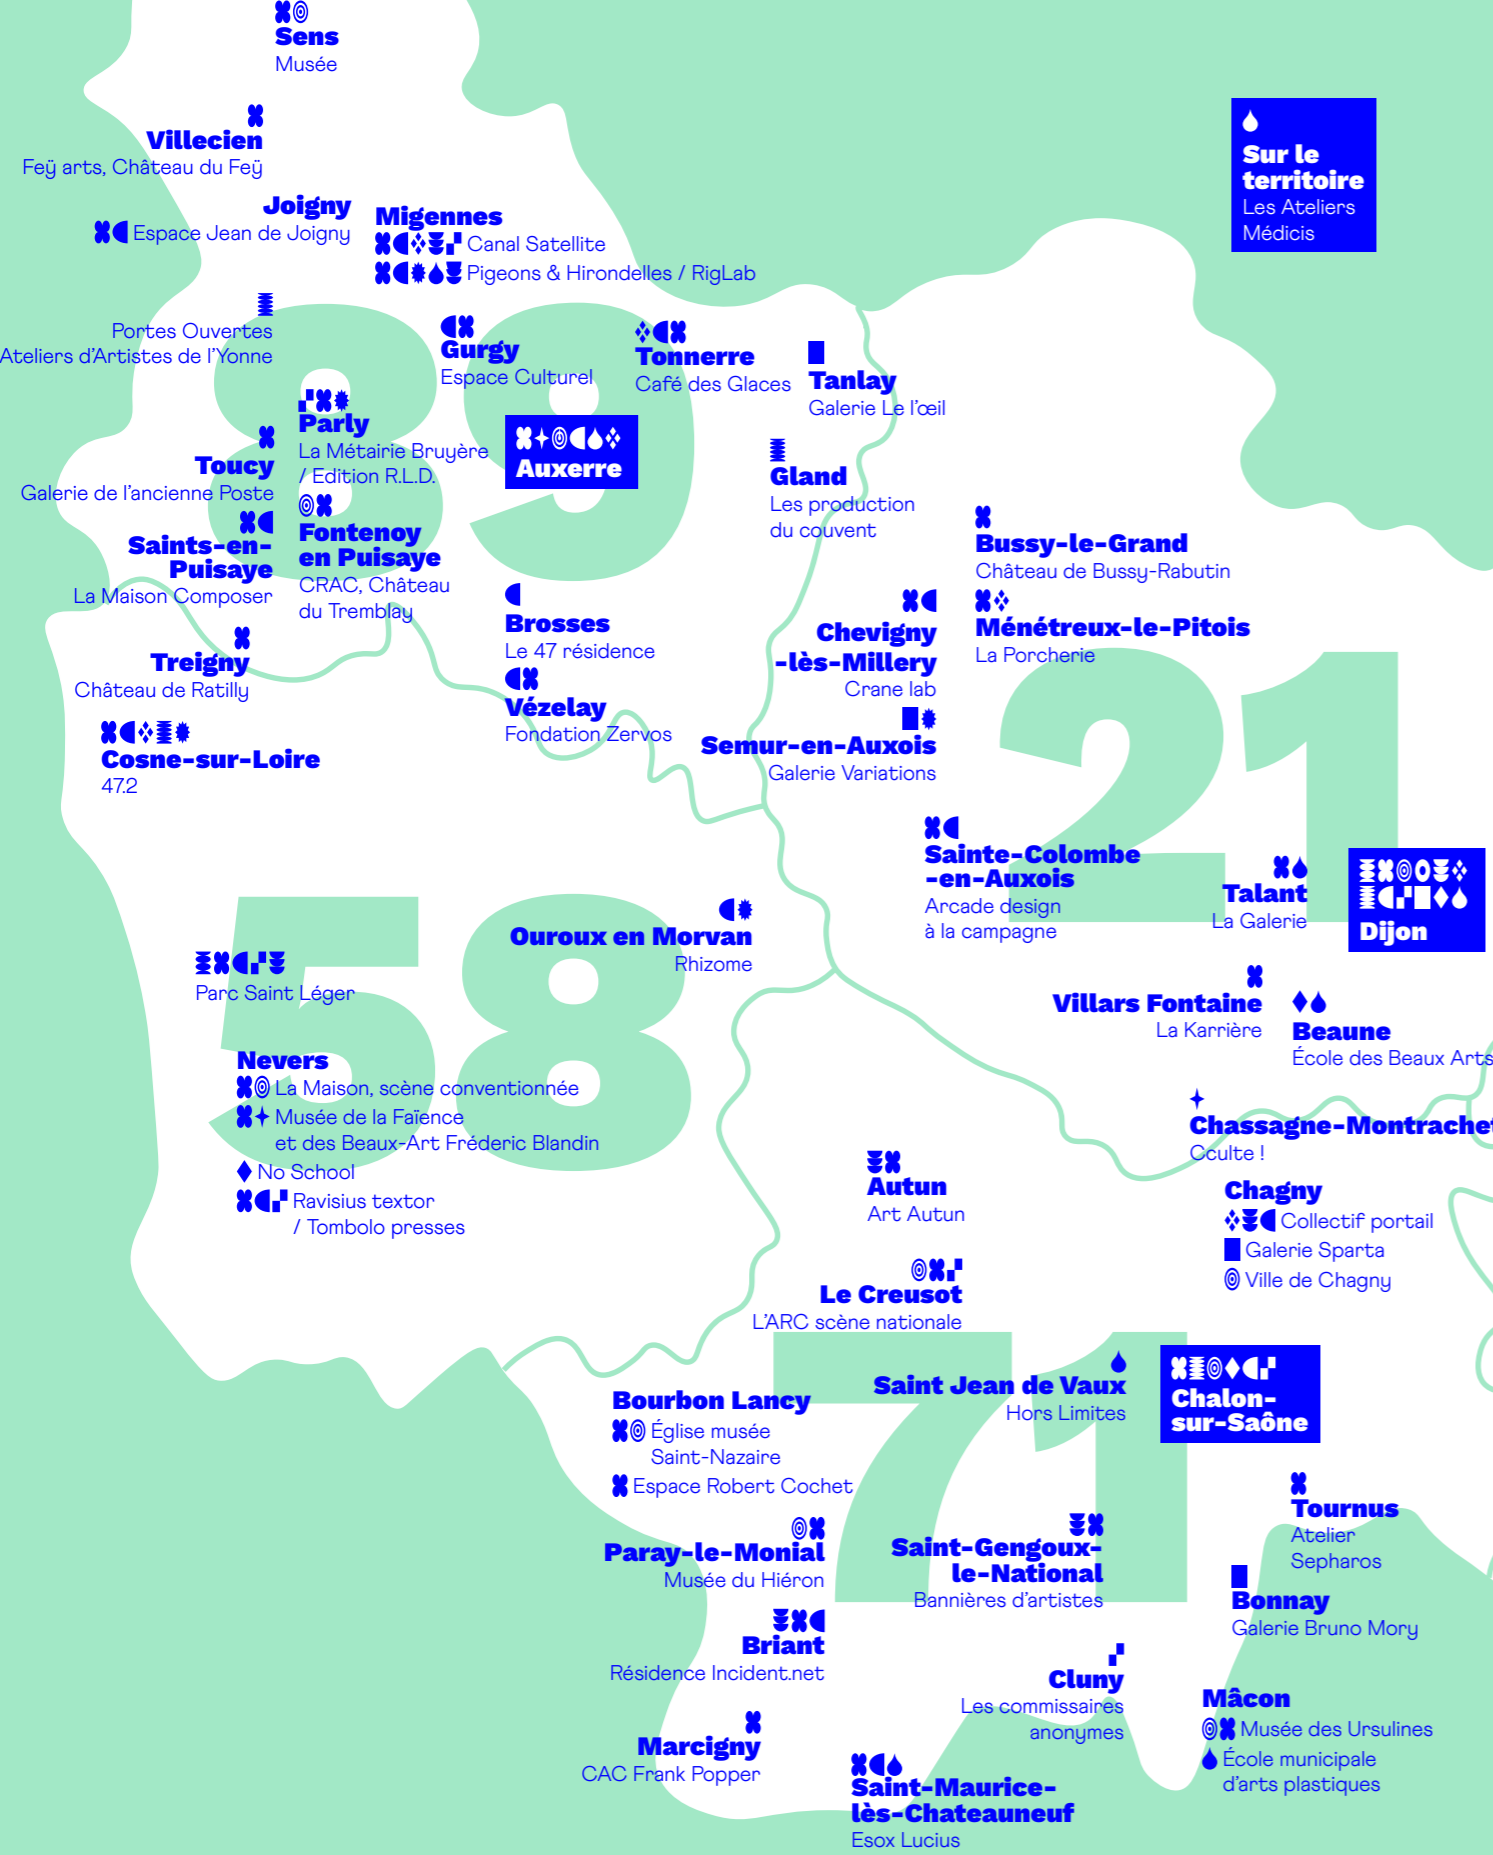 Sens
Musée
Villecien
Feÿ arts, Château du Feÿ
Sur le
territoire
Les Ateliers
Médicis
Joigny
Espace Jean de Joigny
Migennes
Canal Satellite
Pigeons & Hirondelles / RigLab
89
Portes Ouvertes
Ateliers d'Artistes de l'Yonne
Gurgy
Espace Culturel
Tonnerre
Café des Glaces
Tanlay
Galerie Le l'œil
Parly
La Métairie Bruyère
/ Edition R.L.D.
Auxerre
Toucy
Galerie de l'ancienne Poste
Gland
Les production
du couvent
Saints-en-
Puisaye
La Maison Composer
Fontenoy
en Puisaye
CRAC, Château
du Tremblay
Bussy-le-Grand
Château de Bussy-Rabutin
Brosses
Le 47 résidence
Chevigny
-lès-Millery
Crane lab
Ménétreux-le-Pitois
La Porcherie
21
Treigny
Château de Ratilly
Vézelay
Fondation Zervos
Semur-en-Auxois
Galerie Variations
Cosne-sur-Loire
47.2
Sainte-Colombe
-en-Auxois
Arcade design
à la campagne
Talant
La Galerie
Dijon
58
Ouroux en Morvan
Rhizome
Parc Saint Léger
Villars Fontaine
La Karrière
Beaune
École des Beaux Arts
Nevers
La Maison, scène conventionnée
Musée de la Faïence
et des Beaux-Art Fréderic Blandin
No School
Ravisius textor
/ Tombolo presses
Chassagne-Montrachet
Cculte !
Autun
Art Autun
Chagny
Collectif portail
Galerie Sparta
Ville de Chagny
Le Creusot
L'ARC scène nationale
71
Saint Jean de Vaux
Hors Limites
Chalon-
sur-Saône
Bourbon Lancy
Église musée
Saint-Nazaire
Espace Robert Cochet
Tournus
Atelier
Sepharos
Paray-le-Monial
Musée du Hiéron
Saint-Gengoux-
le-National
Bannières d'artistes
Bonnay
Galerie Bruno Mory
Briant
Résidence Incident.net
Cluny
Les commissaires
anonymes
Mâcon
Musée des Ursulines
École municipale
d'arts plastiques
Marcigny
CAC Frank Popper
Saint-Maurice-
lès-Chateauneuf
Esox Lucius